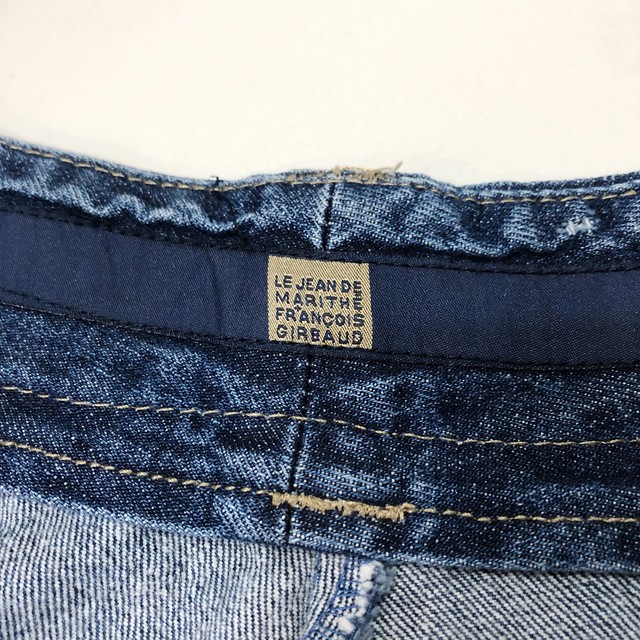 LE JEAN DE
MARITHÉ
FRANÇOIS
GIRBAUD